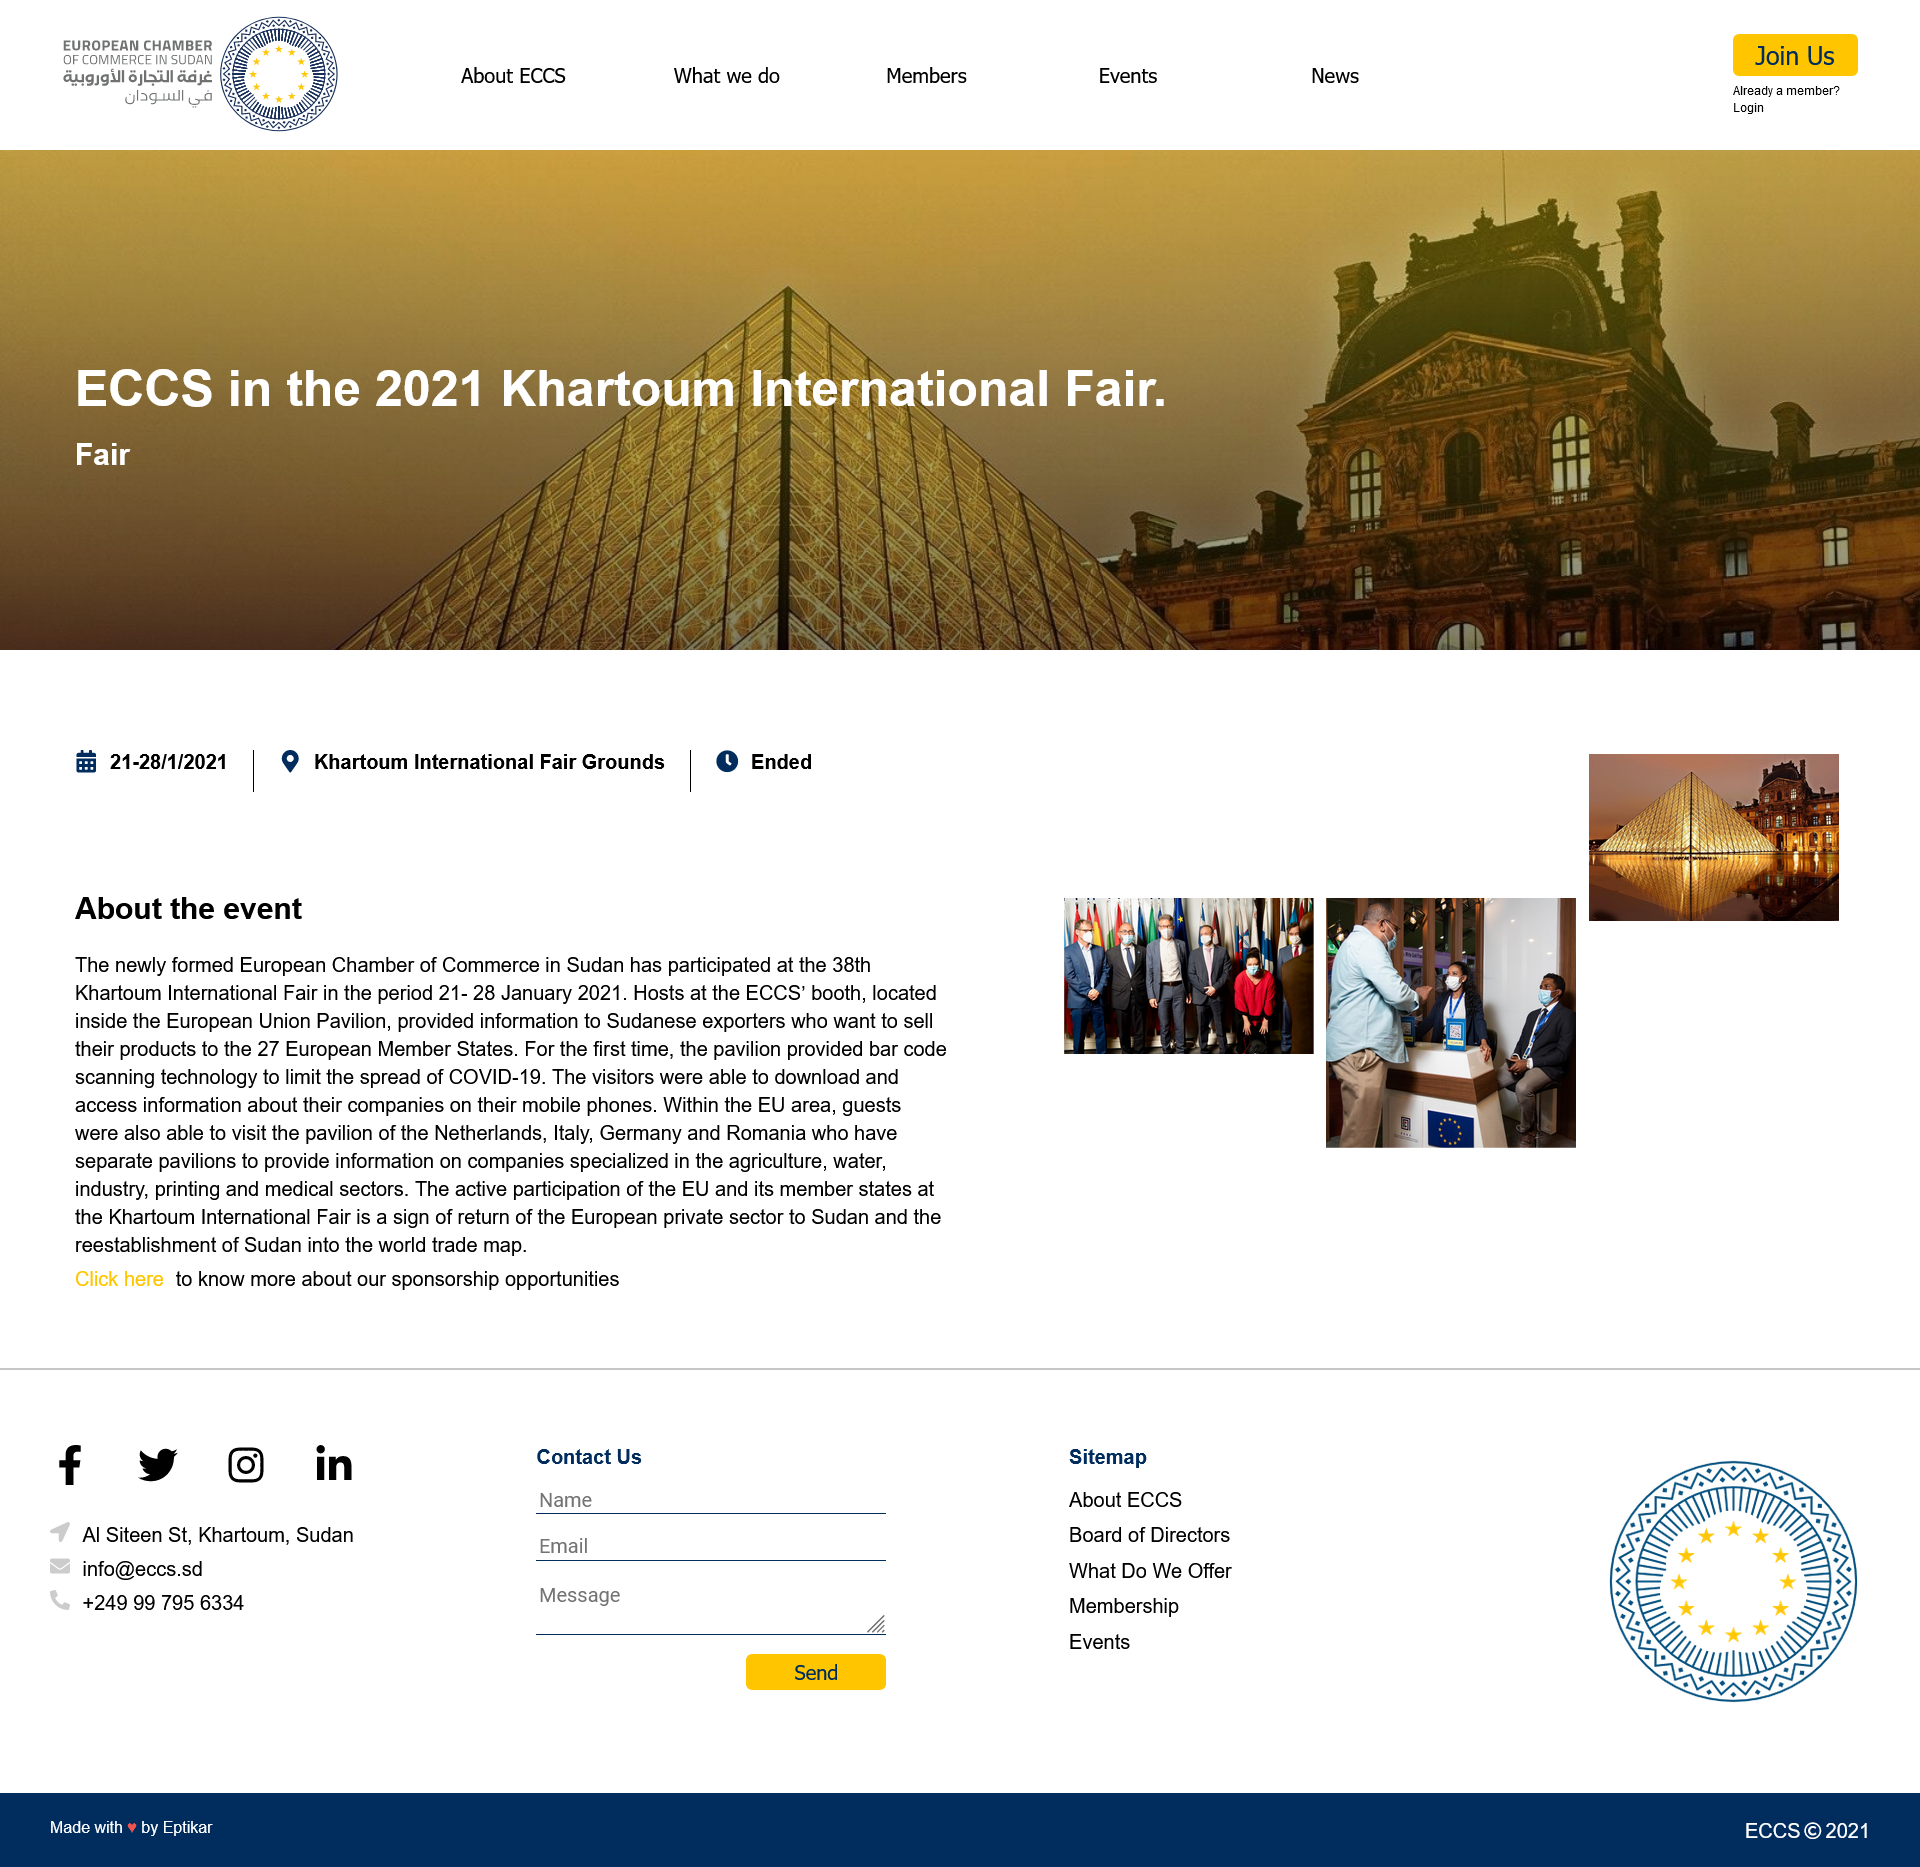 EUROPEAN CHAMBER
OF COMMERCE IN SUDAN
غرفة التجارة الأوروبية
في السودان
About ECCS
What we do
Members
Events
News
Join Us
Already a member?
Login
ECCS in the 2021 Khartoum International Fair.
Fair
21-28/1/2021
Khartoum International Fair Grounds
Ended
About the event
The newly formed European Chamber of Commerce in Sudan has participated at the 38th
Khartoum International Fair in the period 21- 28 January 2021. Hosts at the ECCS’ booth, located
inside the European Union Pavilion, provided information to Sudanese exporters who want to sell
their products to the 27 European Member States. For the first time, the pavilion provided bar code
scanning technology to limit the spread of COVID-19. The visitors were able to download and
access information about their companies on their mobile phones. Within the EU area, guests
were also able to visit the pavilion of the Netherlands, Italy, Germany and Romania who have
separate pavilions to provide information on companies specialized in the agriculture, water,
industry, printing and medical sectors. The active participation of the EU and its member states at
the Khartoum International Fair is a sign of return of the European private sector to Sudan and the
reestablishment of Sudan into the world trade map.
Click here to know more about our sponsorship opportunities
Al Siteen St, Khartoum, Sudan
info@eccs.sd
+249 99 795 6334
Contact Us
Name
Email
Message
Send
Sitemap
About ECCS
Board of Directors
What Do We Offer
Membership
Events
Made with ♥ by Eptikar
ECCS © 2021